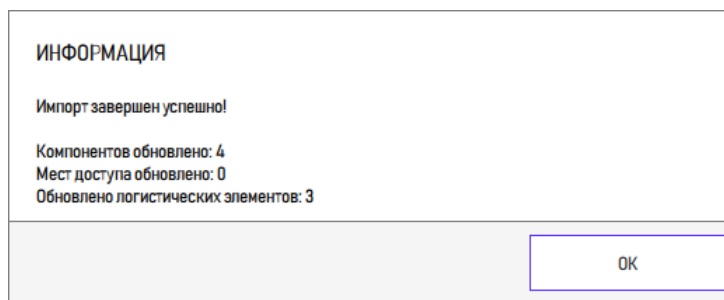 ИНФОРМАЦИЯ
Импорт завершен успешно!
Компонентов обновлено: 4
Мест доступа обновлено: 0
Обновлено логистических элементов: 3
ОК